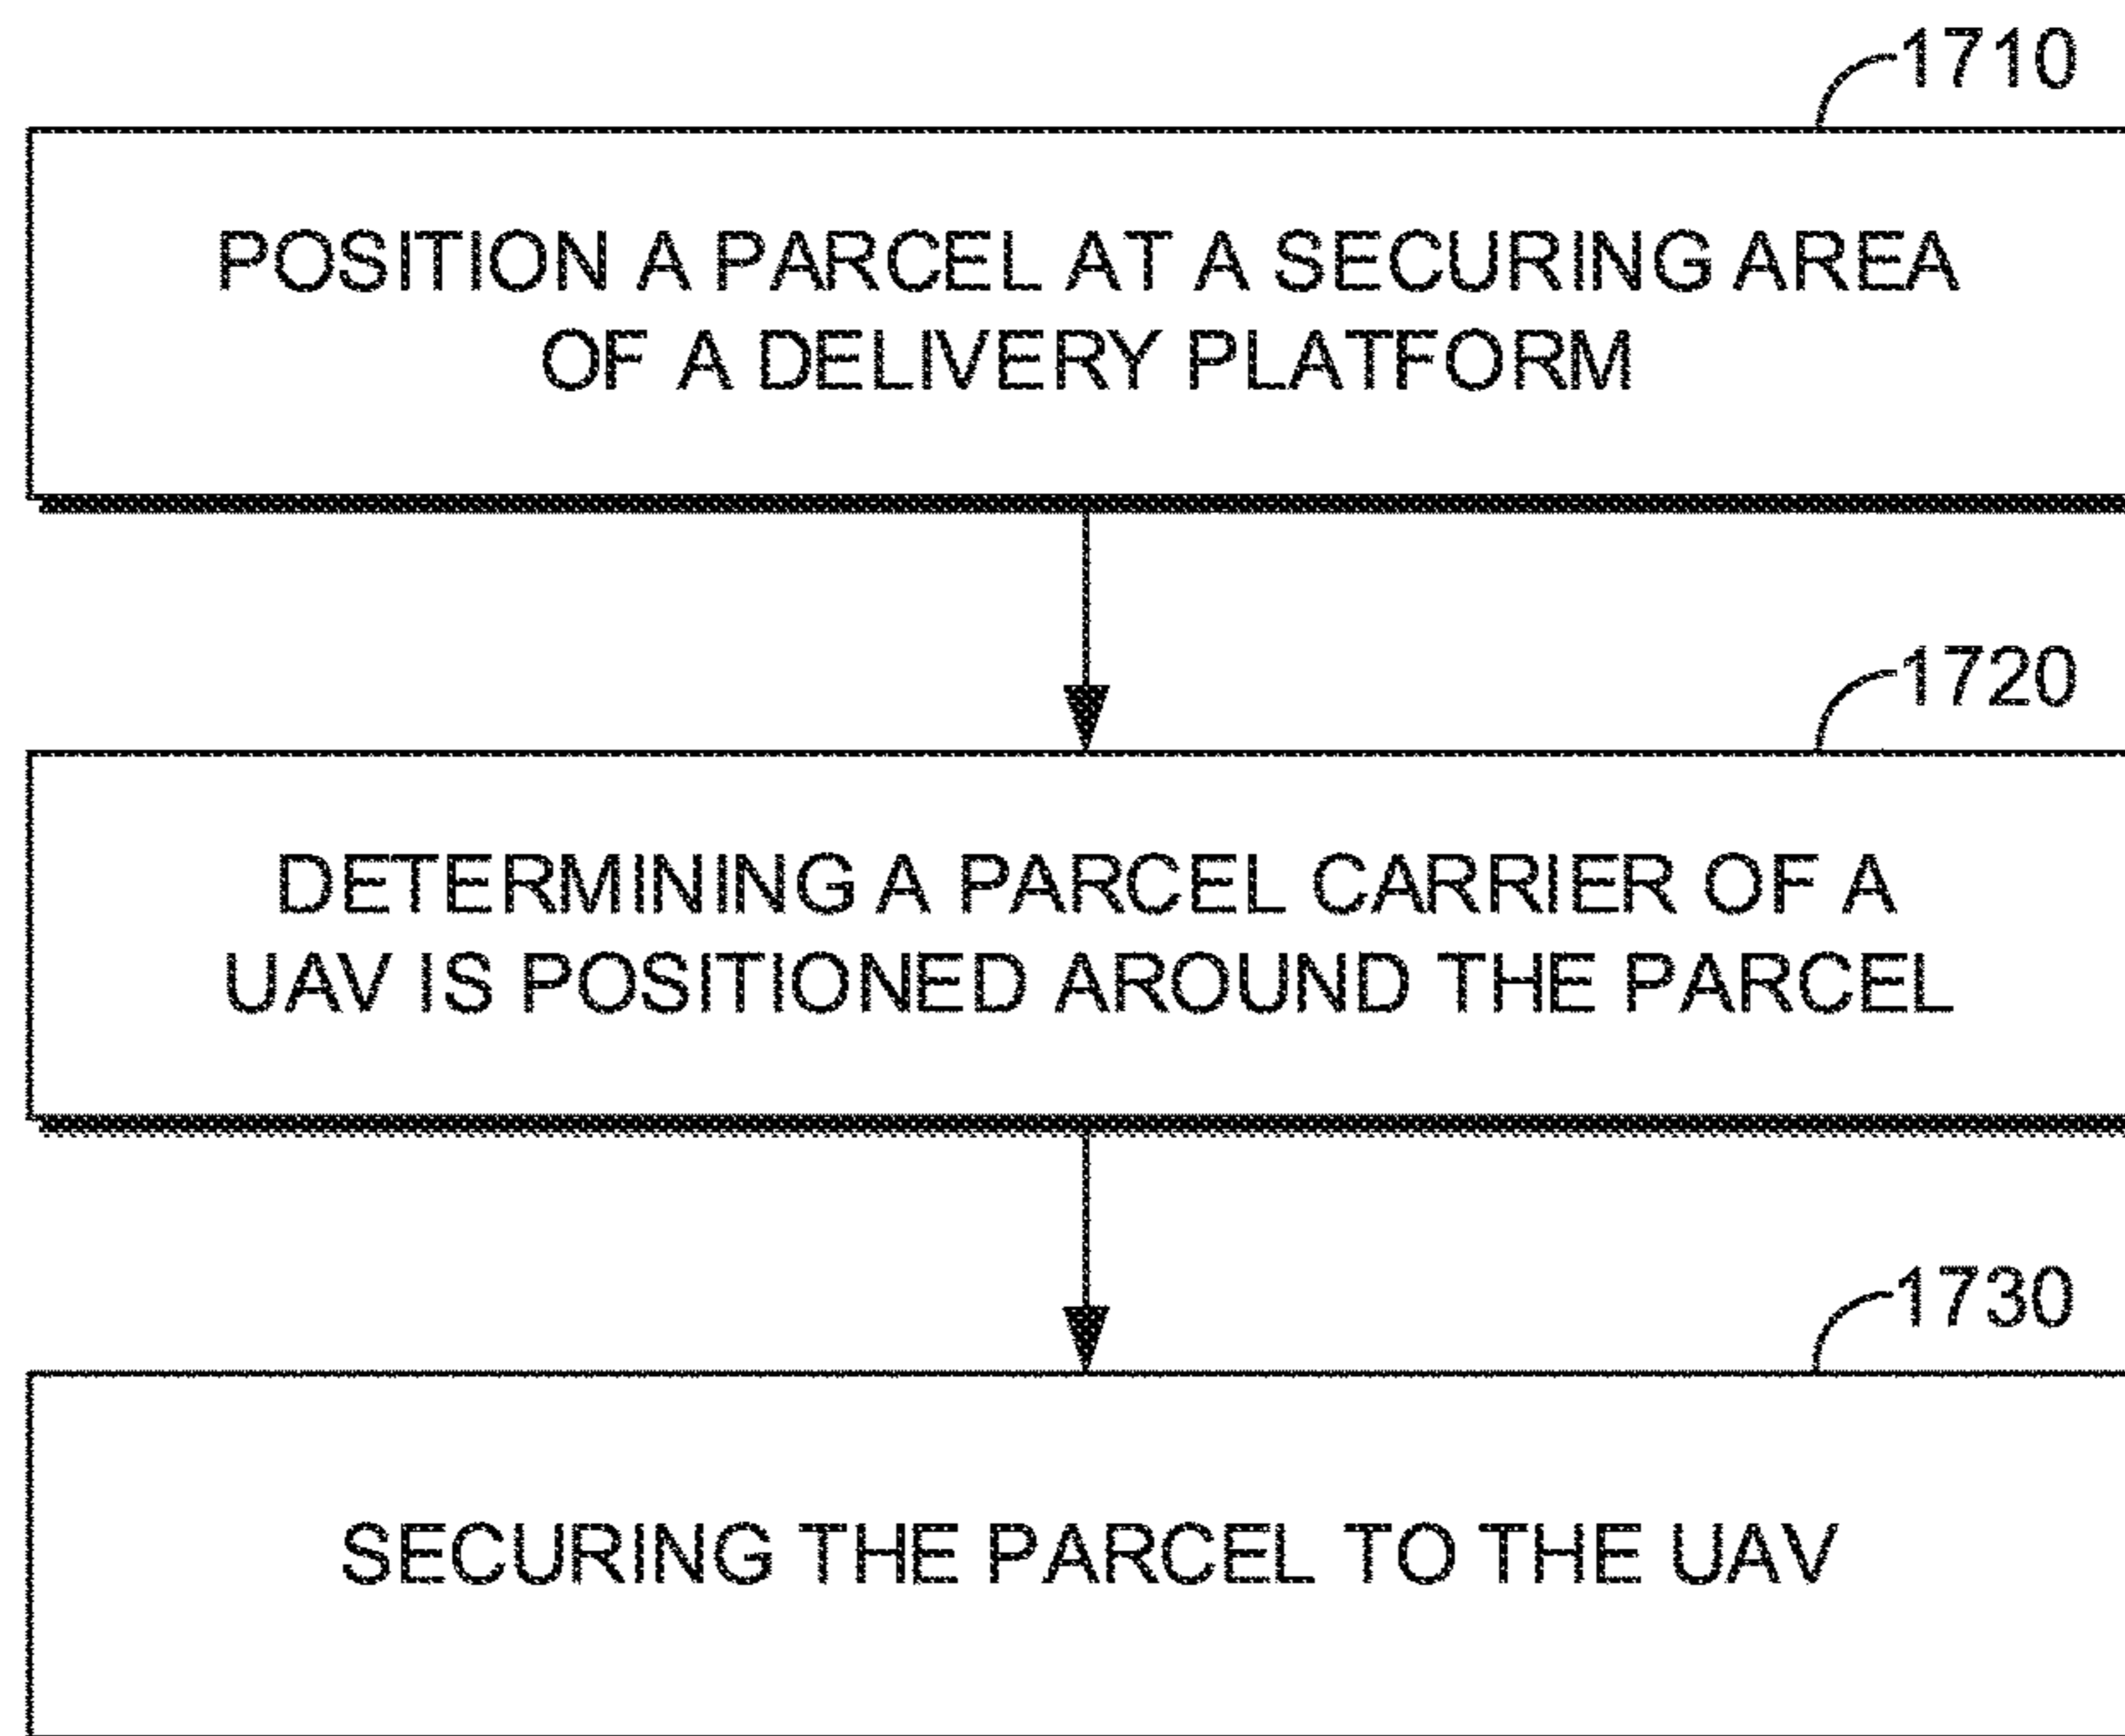 1710
POSITION A PARCEL AT A SECURING AREA
OF A DELIVERY PLATFORM
1720
DETERMINING A PARCEL CARRIER OF A
UAV IS POSITIONED AROUND THE PARCEL
1730
SECURING THE PARCEL TO THE UAV